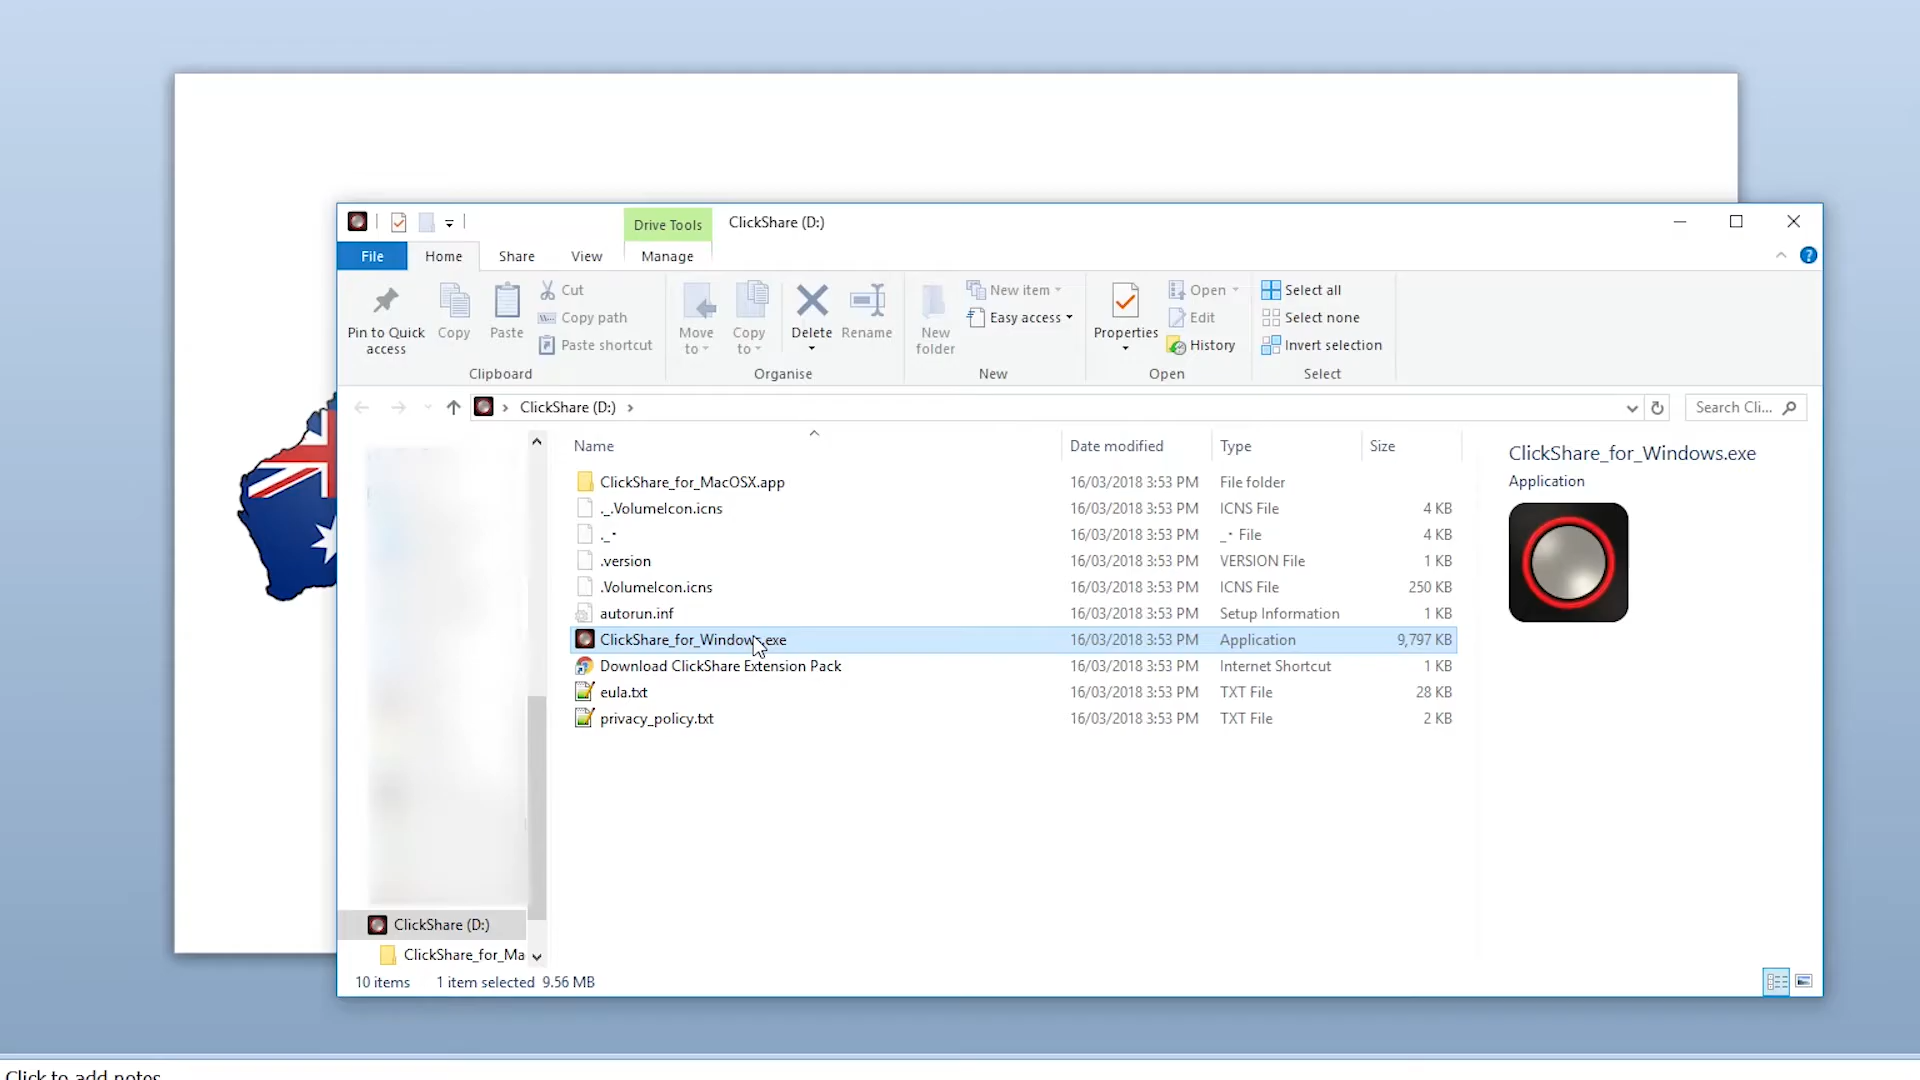 Drive Tools
ClickShare (D:)
File
Home
Share
View
Manage
Pin to Quick access
Copy
Paste
Cut
Copy path
Paste shortcut
Clipboard
Move to
Copy to
Delete
Rename
Organise
New folder
New item
Easy access
New
Properties
Open
Edit
History
Open
Select all
Select none
Invert selection
Select
ClickShare (D:)
Search Cli...
Name Date modified Type Size
ClickShare_for_MacOSX.app 16/03/2018 3:53 PM File folder
._.VolumeIcon.icns 16/03/2018 3:53 PM ICNS File 4 KB
._· 16/03/2018 3:53 PM _· File 4 KB
.version 16/03/2018 3:53 PM VERSION File 1 KB
.VolumeIcon.icns 16/03/2018 3:53 PM ICNS File 250 KB
autorun.inf 16/03/2018 3:53 PM Setup Information 1 KB
ClickShare_for_Windows.exe 16/03/2018 3:53 PM Application 9,797 KB
Download ClickShare Extension Pack 16/03/2018 3:53 PM Internet Shortcut 1 KB
eula.txt 16/03/2018 3:53 PM TXT File 28 KB
privacy_policy.txt 16/03/2018 3:53 PM TXT File 2 KB
ClickShare_for_Windows.exe
Application
ClickShare (D:)
ClickShare_for_Ma
10 items 1 item selected 9.56 MB
Click to add notes